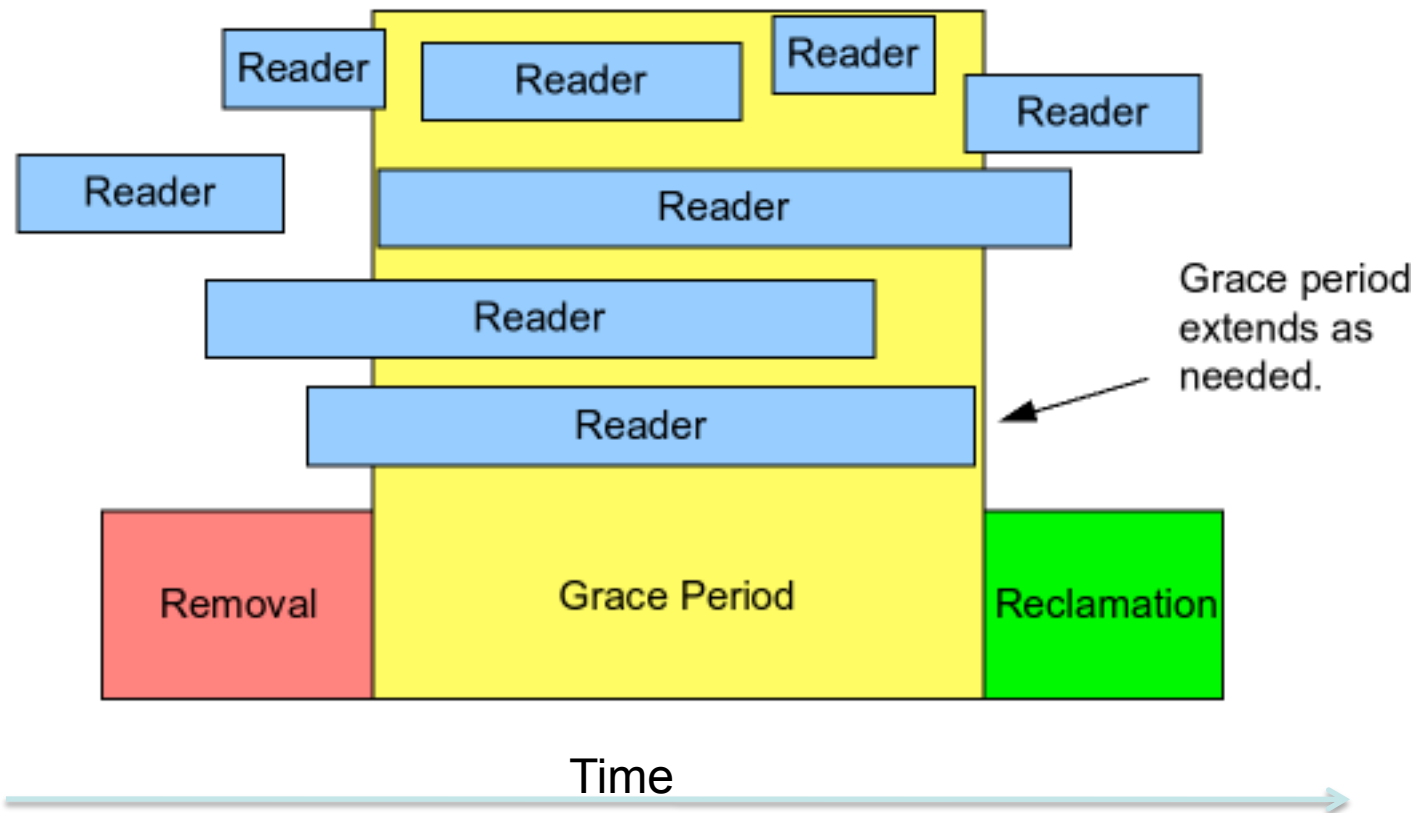 Reader
Reader
Reader
Reader
Reader
Reader
Reader
Reader
Grace period
extends as
needed.
Removal
Grace Period
Reclamation
Time